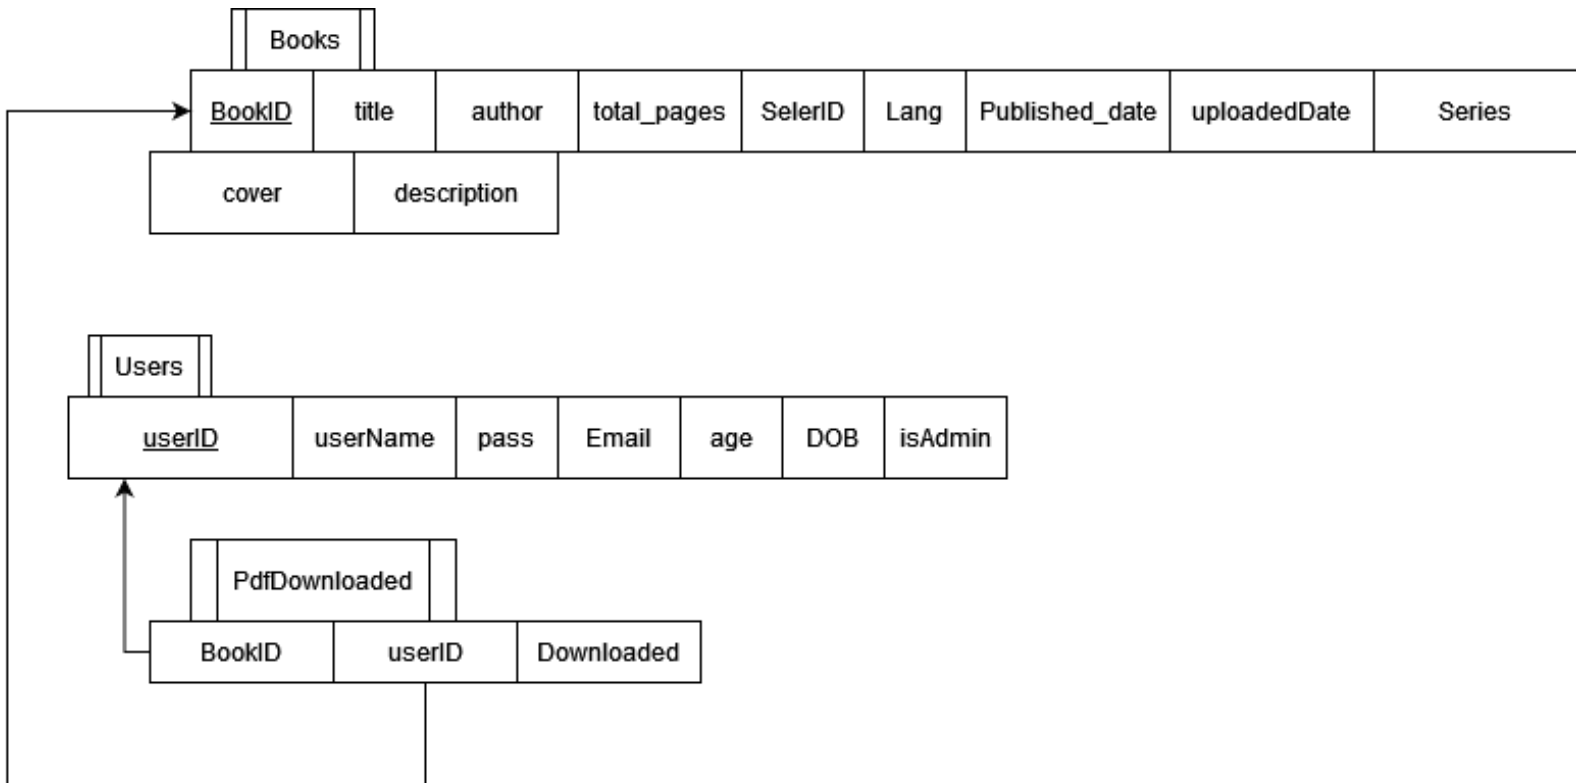 Books
BookID title author total_pages SelerID Lang Published_date uploadedDate Series
cover description
Users
userID userName pass Email age DOB isAdmin
PdfDownloaded
BookID userID Downloaded